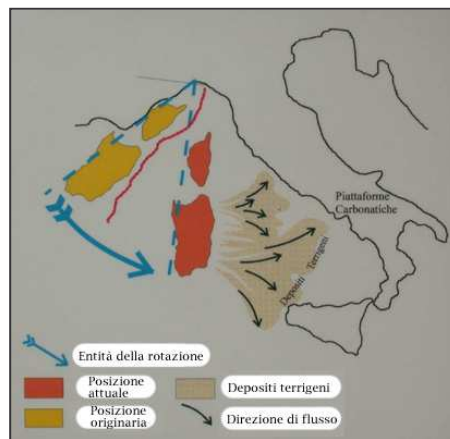 Piattaforme
Carbonatiche
Depositi Terrigeni
Entità della rotazione
Posizione
attuale
Depositi terrigeni
Posizione
originaria
Direzione di flusso